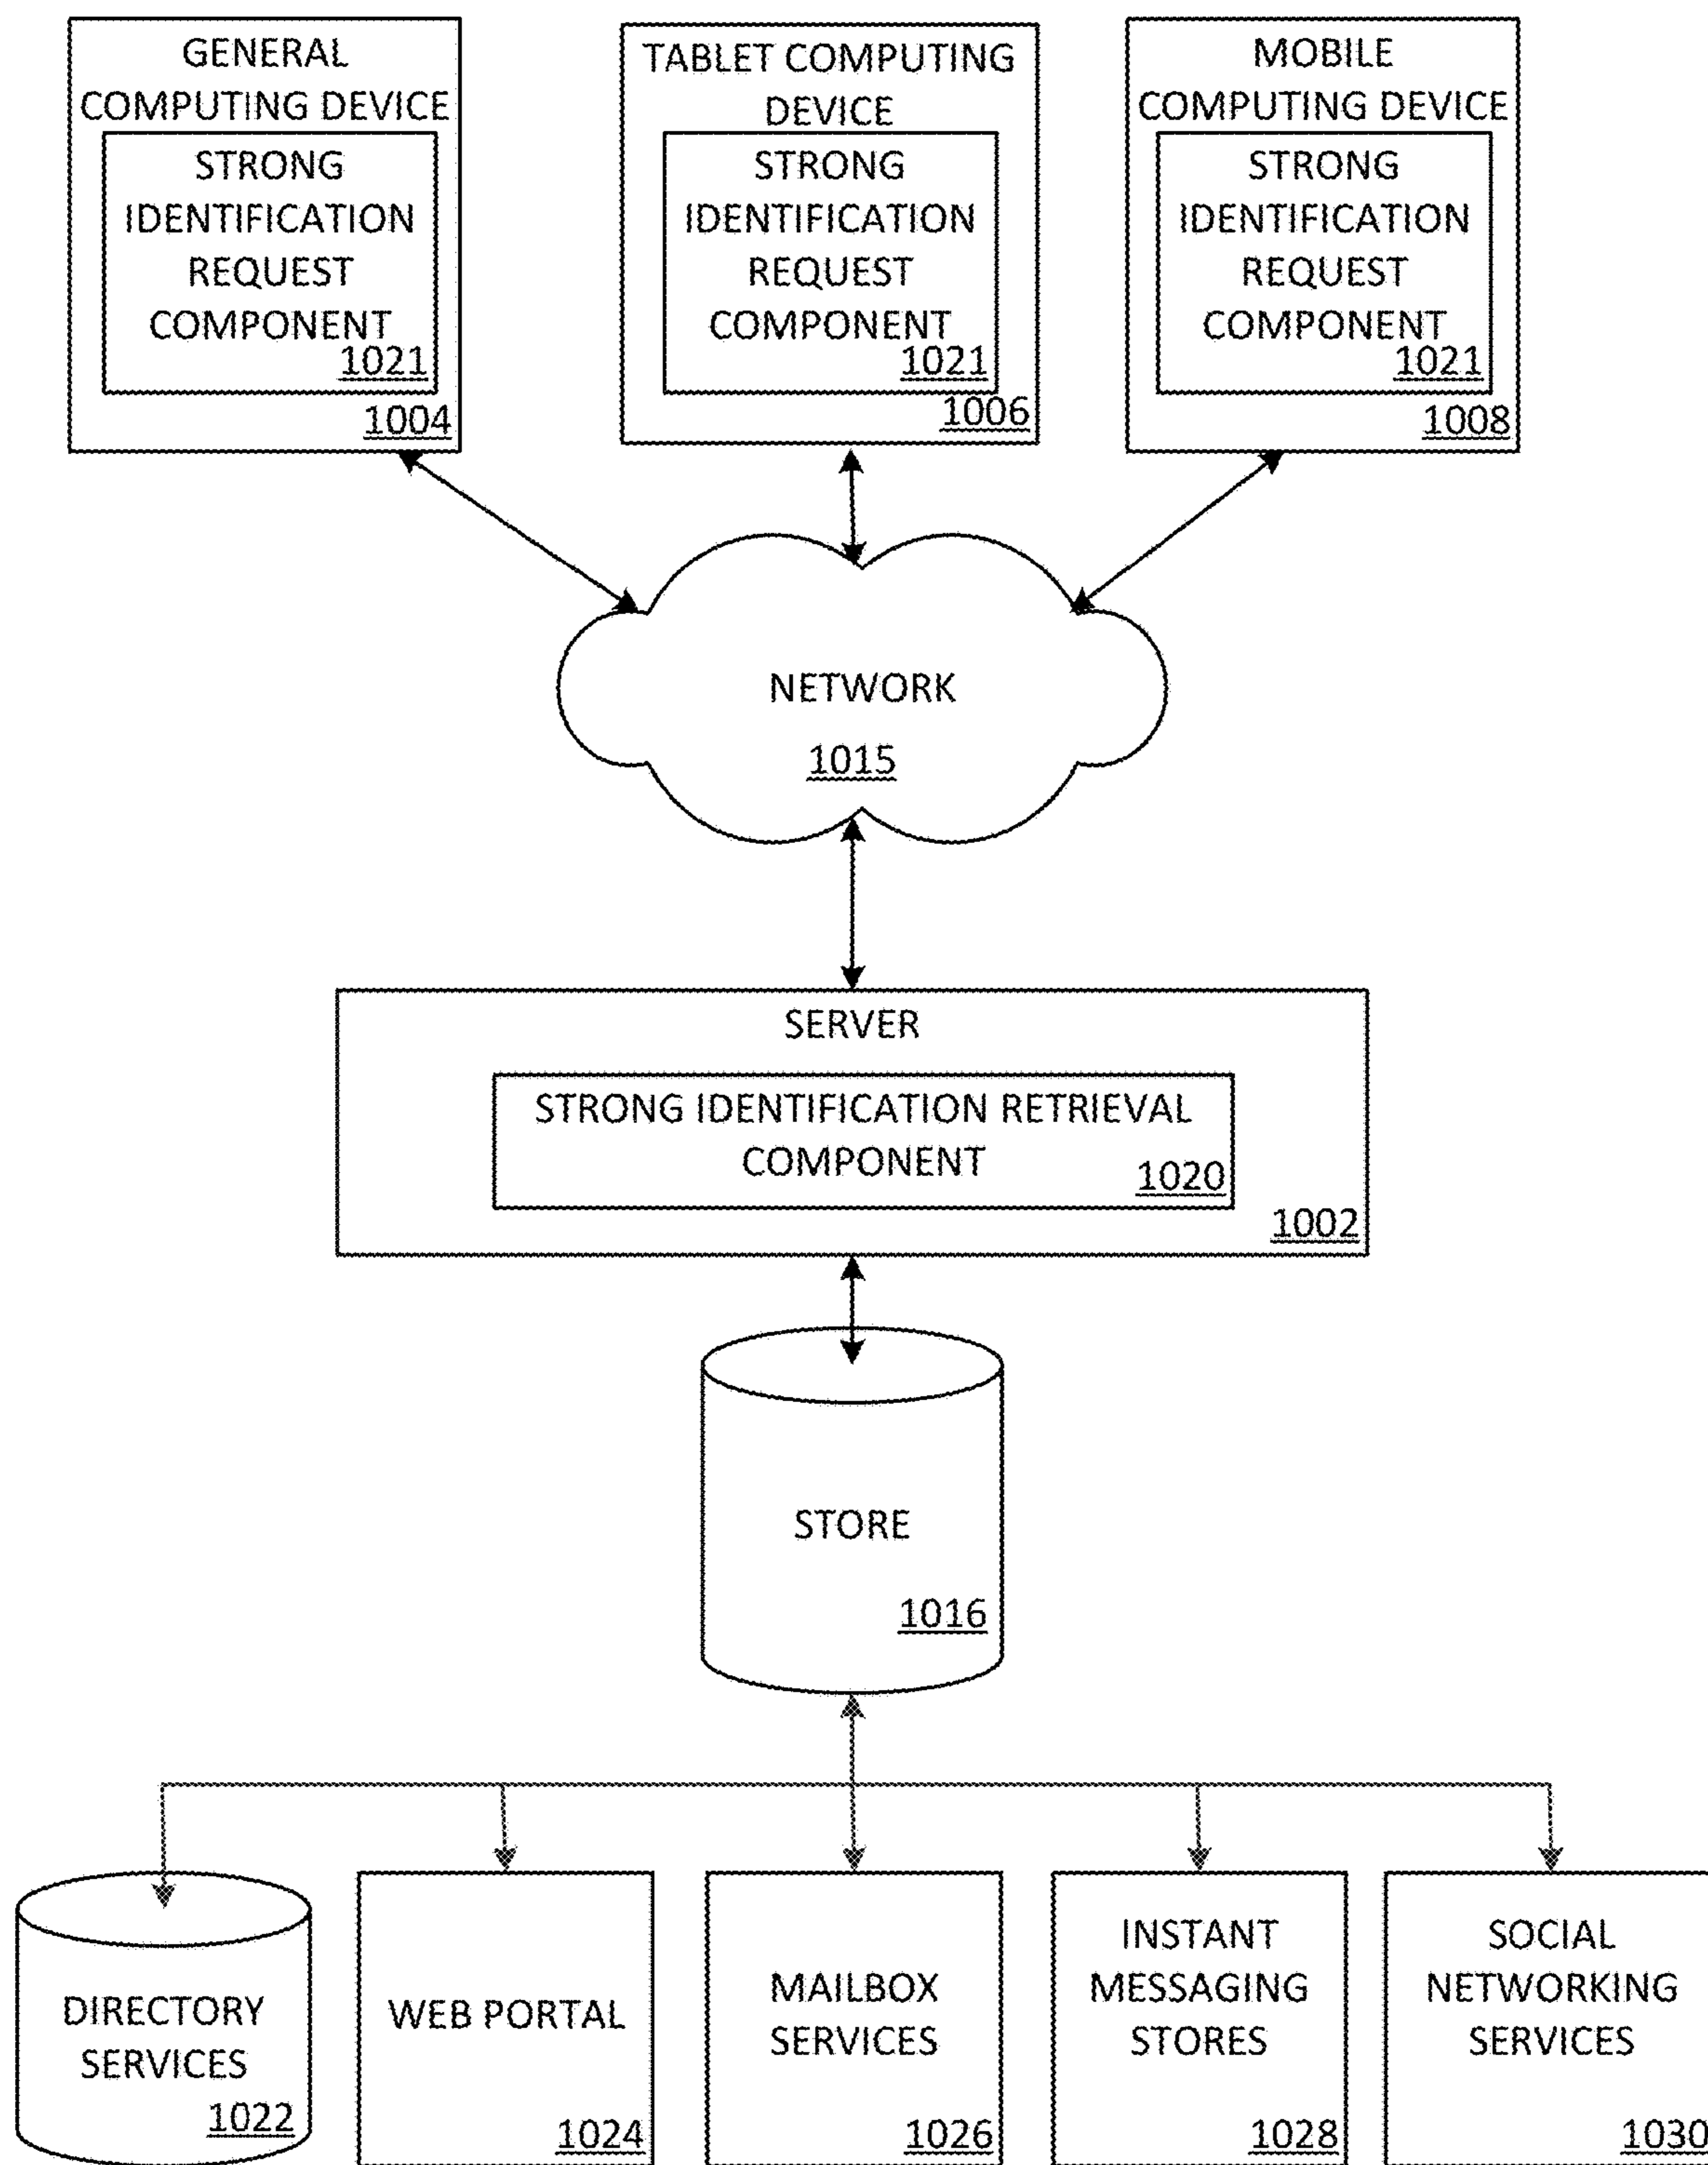 GENERAL
COMPUTING DEVICE
STRONG
IDENTIFICATION
REQUEST
COMPONENT
1021
1004
TABLET COMPUTING
DEVICE
STRONG
IDENTIFICATION
REQUEST
COMPONENT
1021
1006
MOBILE
COMPUTING DEVICE
STRONG
IDENTIFICATION
REQUEST
COMPONENT
1021
1008
NETWORK
1015
SERVER
STRONG IDENTIFICATION RETRIEVAL
COMPONENT
1020
1002
STORE
1016
DIRECTORY
SERVICES
1022
WEB PORTAL
1024
MAILBOX
SERVICES
1026
INSTANT
MESSAGING
STORES
1028
SOCIAL
NETWORKING
SERVICES
1030